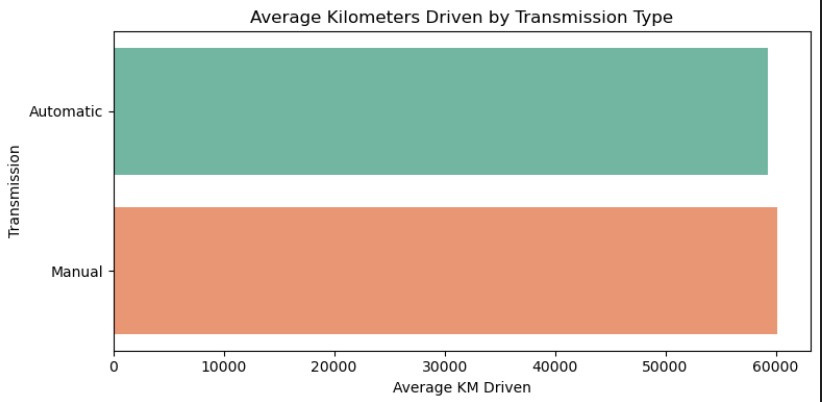 Average Kilometers Driven by Transmission Type
Transmission
Automatic
Manual
0 10000 20000 30000 40000 50000 60000
Average KM Driven